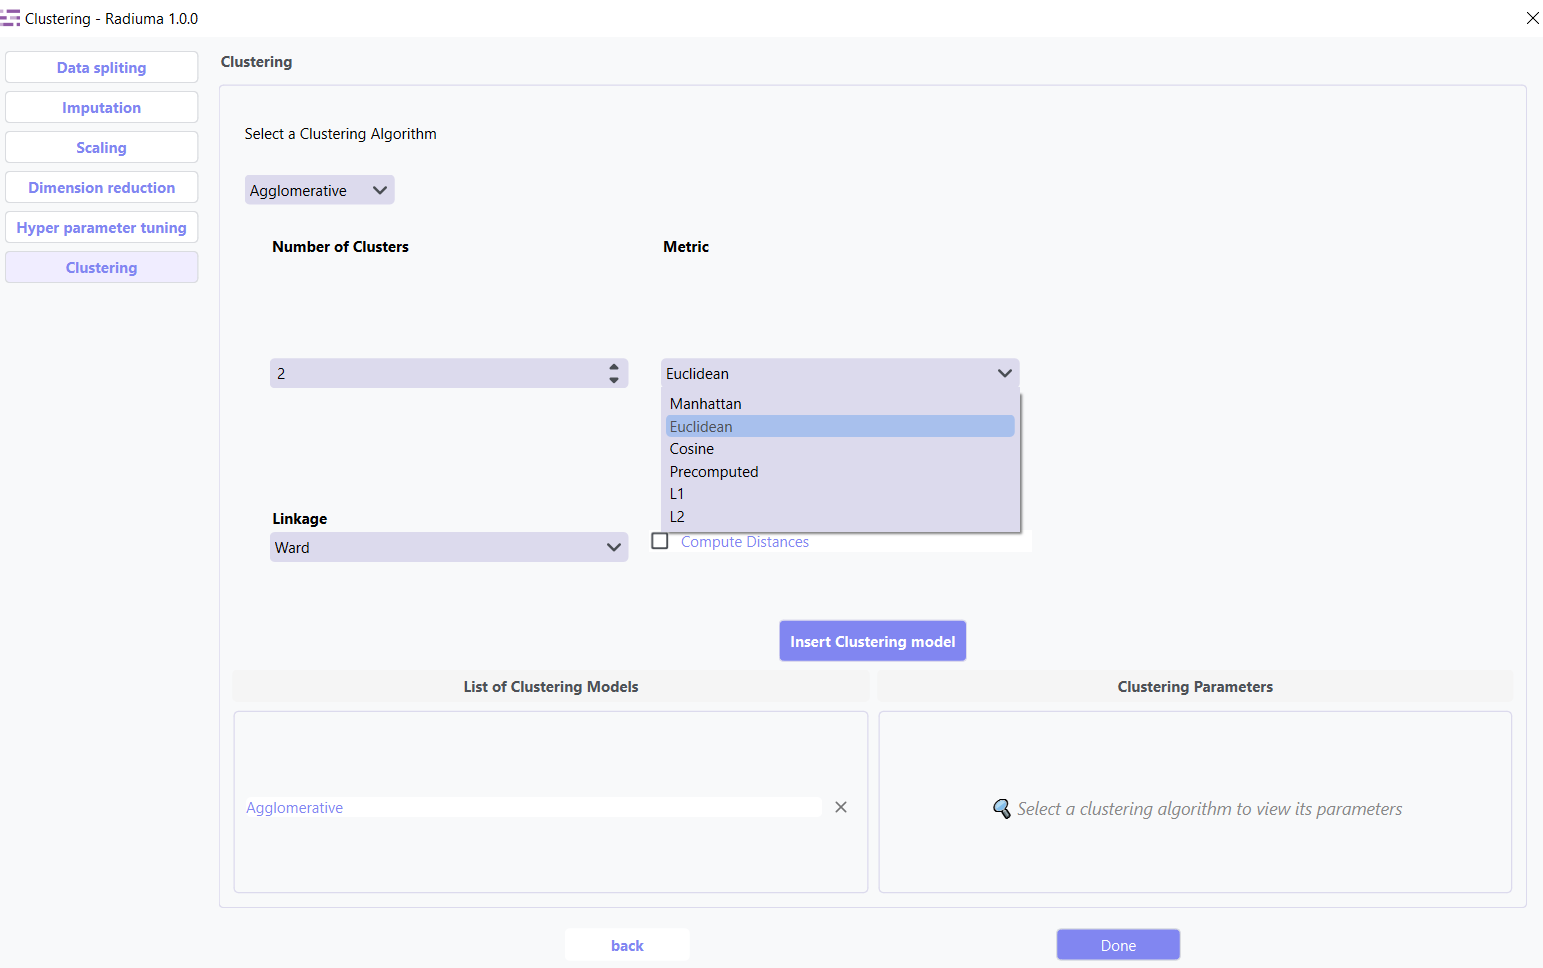 Clustering - Radiuma 1.0.0
Data spliting
Imputation
Scaling
Dimension reduction
Hyper parameter tuning
Clustering
Clustering
Select a Clustering Algorithm
Agglomerative
Number of Clusters
Metric
2
Euclidean
Manhattan
Euclidean
Cosine
Precomputed
L1
L2
Linkage
Ward
Compute Distances
Insert Clustering model
List of Clustering Models
Clustering Parameters
Agglomerative
Select a clustering algorithm to view its parameters
back
Done